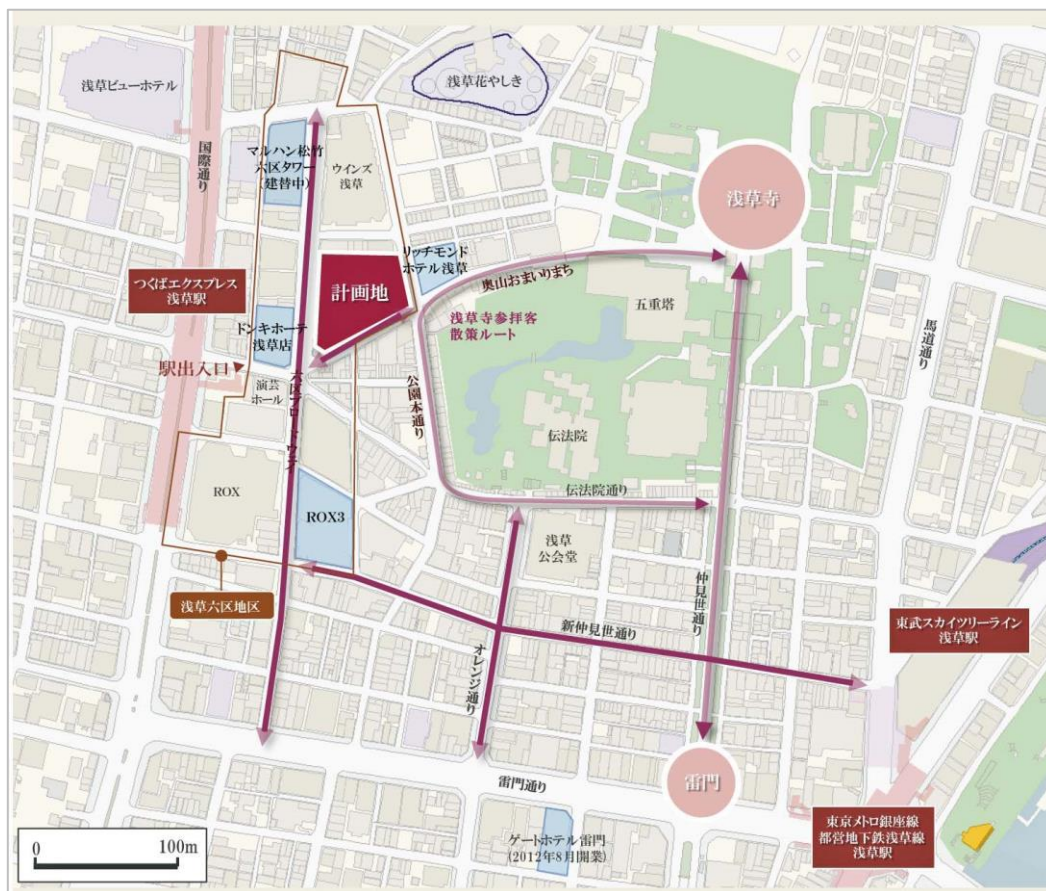 浅草花やしき
浅草ビューホテル
国際通り
マルハン松竹
六区タワー
(建替中)
ウインズ
浅草
浅草寺
リッチモンド
ホテル浅草
つくばエクスプレス
浅草駅
計画地
奥山おまいりまち
五重塔
馬道通り
浅草寺参拝客
散策ルート
ドンキホーテ
浅草店
駅出入口
演芸
ホール
六区ブロードウェイ
公園本通り
伝法院
伝法院通り
ROX
ROX3
浅草
公会堂
仲見世通り
浅草六区地区
新仲見世通り
東武スカイツリーライン
浅草駅
オレンジ通り
雷門
雷門通り
東京メトロ銀座線
都営地下鉄浅草線
浅草駅
ゲートホテル雷門
(2012年8月開業)
0 100m